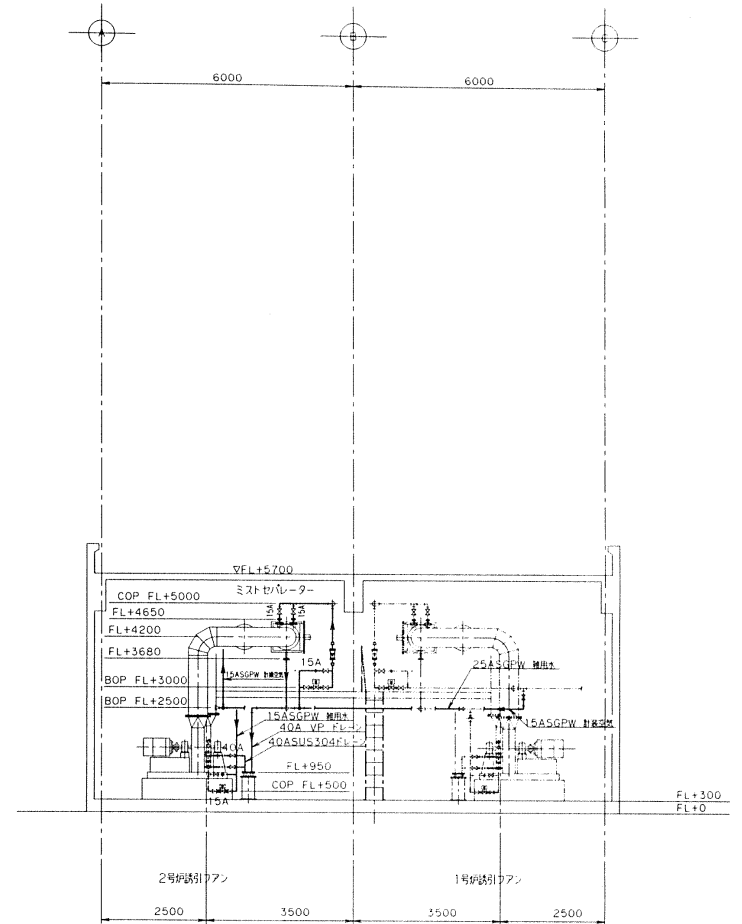 A
B
C
6000
6000
▽FL+5700
ミストセパレーター
COP FL+5000
15A
15A
FL+4650
FL+4200
FL+3680
15A
25ASGPW 雑用水
15ASGPW 計装空気
BOP FL+3000
BOP FL+2500
15ASGPW 雑用水
15ASGPW 計装空気
40A VP ドレーン
40A
40ASUS304ドレーン
FL+950
COP FL+500
15A
FL+300
FL+0
2号炉誘引フアン
1号炉誘引フアン
2500
3500
3500
2500